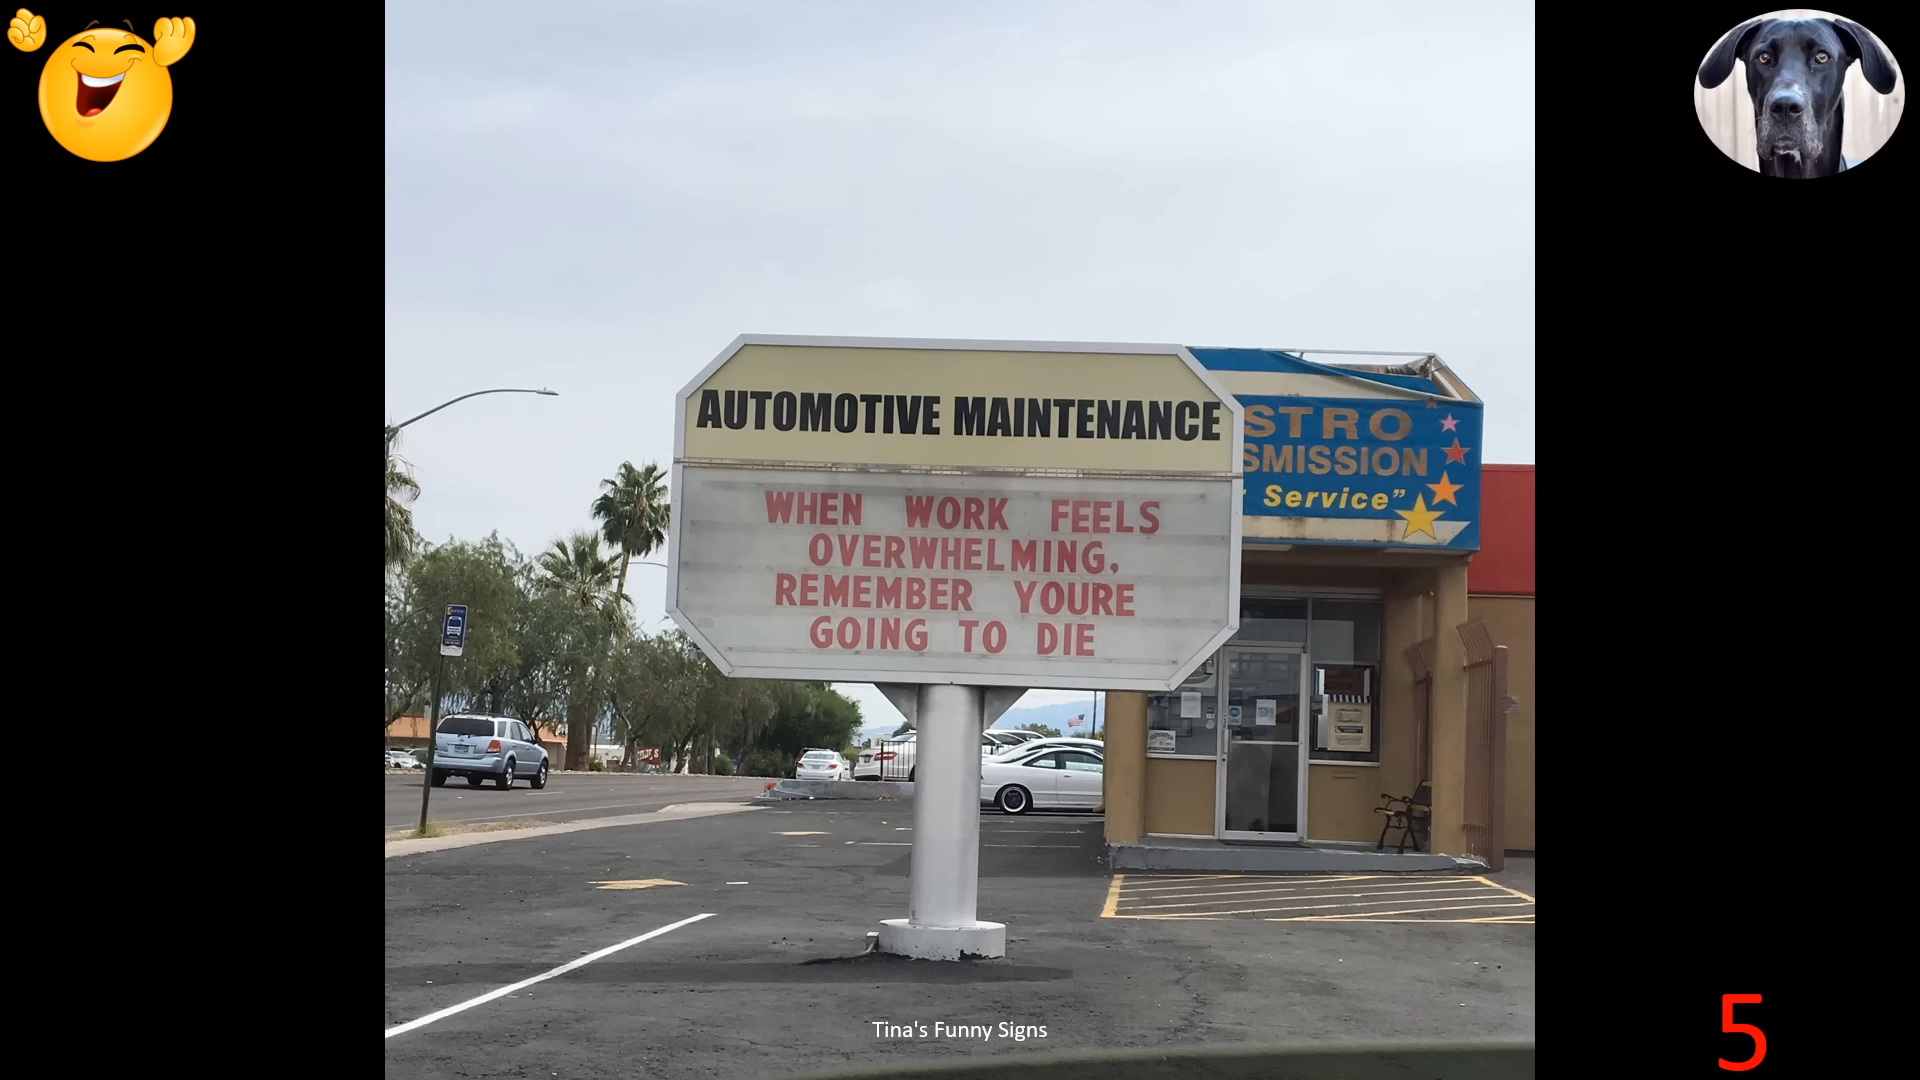 AUTOMOTIVE MAINTENANCE
WHEN WORK FEELS
OVERWHELMING,
REMEMBER YOURE
GOING TO DIE
STRO
SMISSION
Service”
Tina's Funny Signs
5